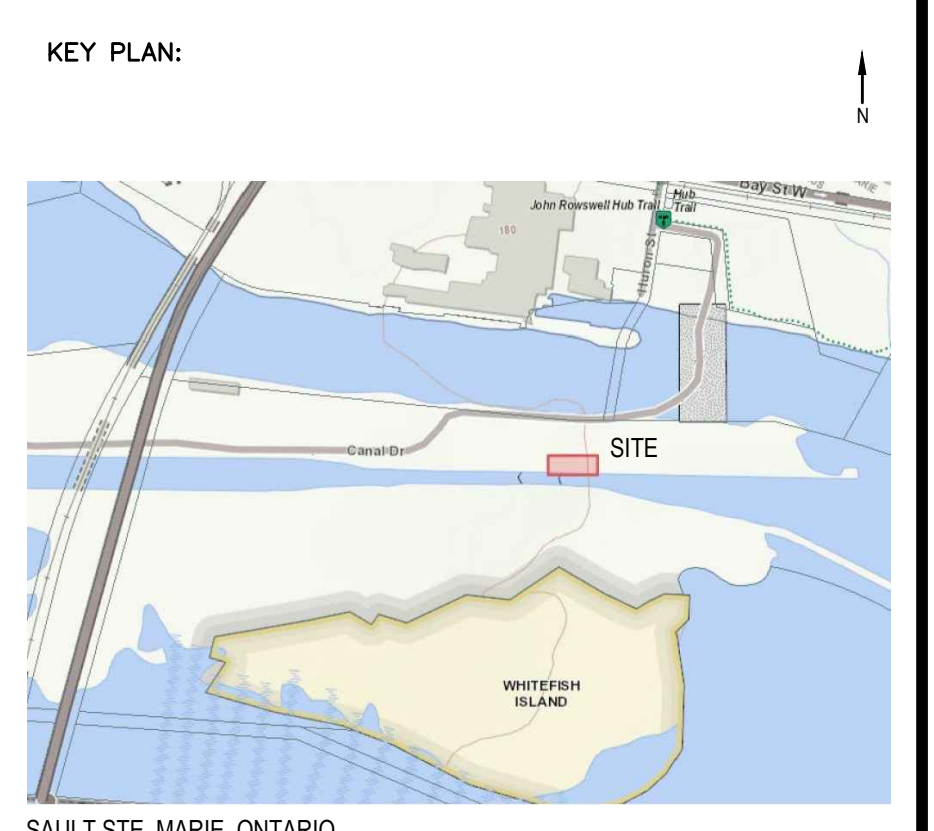 KEY PLAN:
N
Bay St W
Hub
John Rowswell Hub Trail
Trail
180
Huron St
SITE
Canal Dr
WHITEFISH
ISLAND
SAULT STE. MARIE, ONTARIO